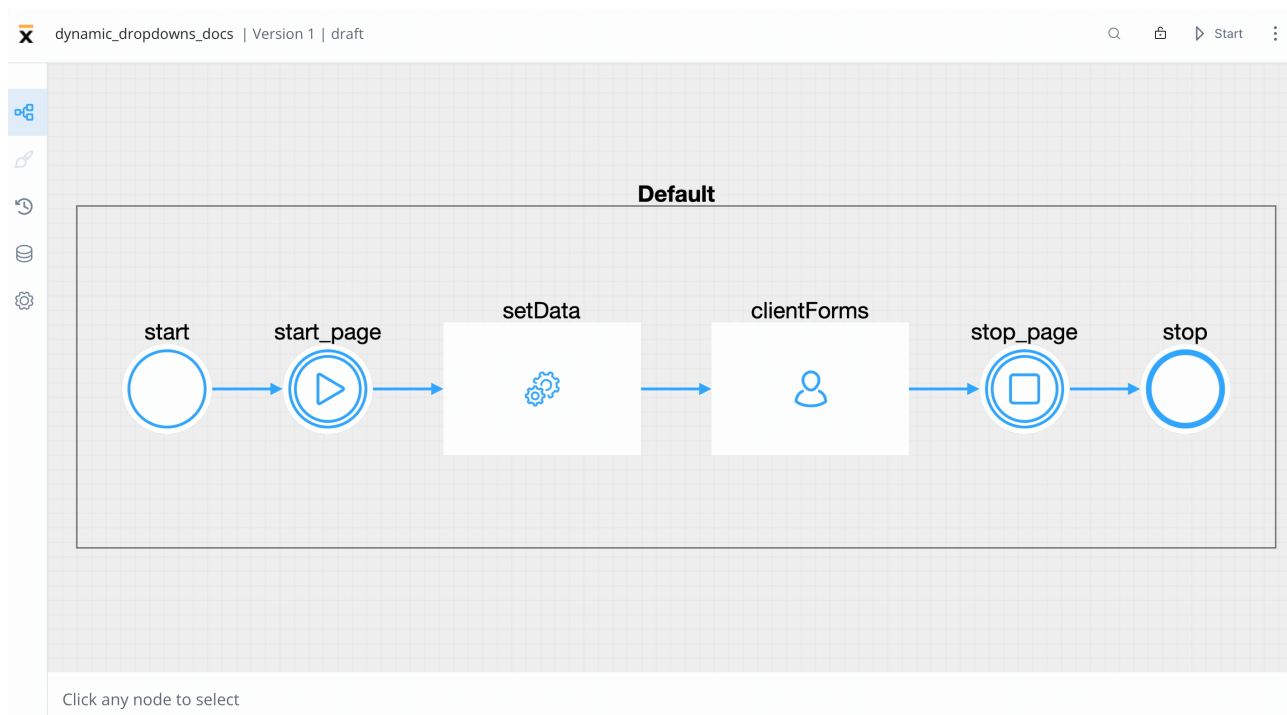 dynamic_dropdowns_docs | Version 1 | draft
Start
Default
setData
clientForms
start
start_page
stop_page
stop
Click any node to select